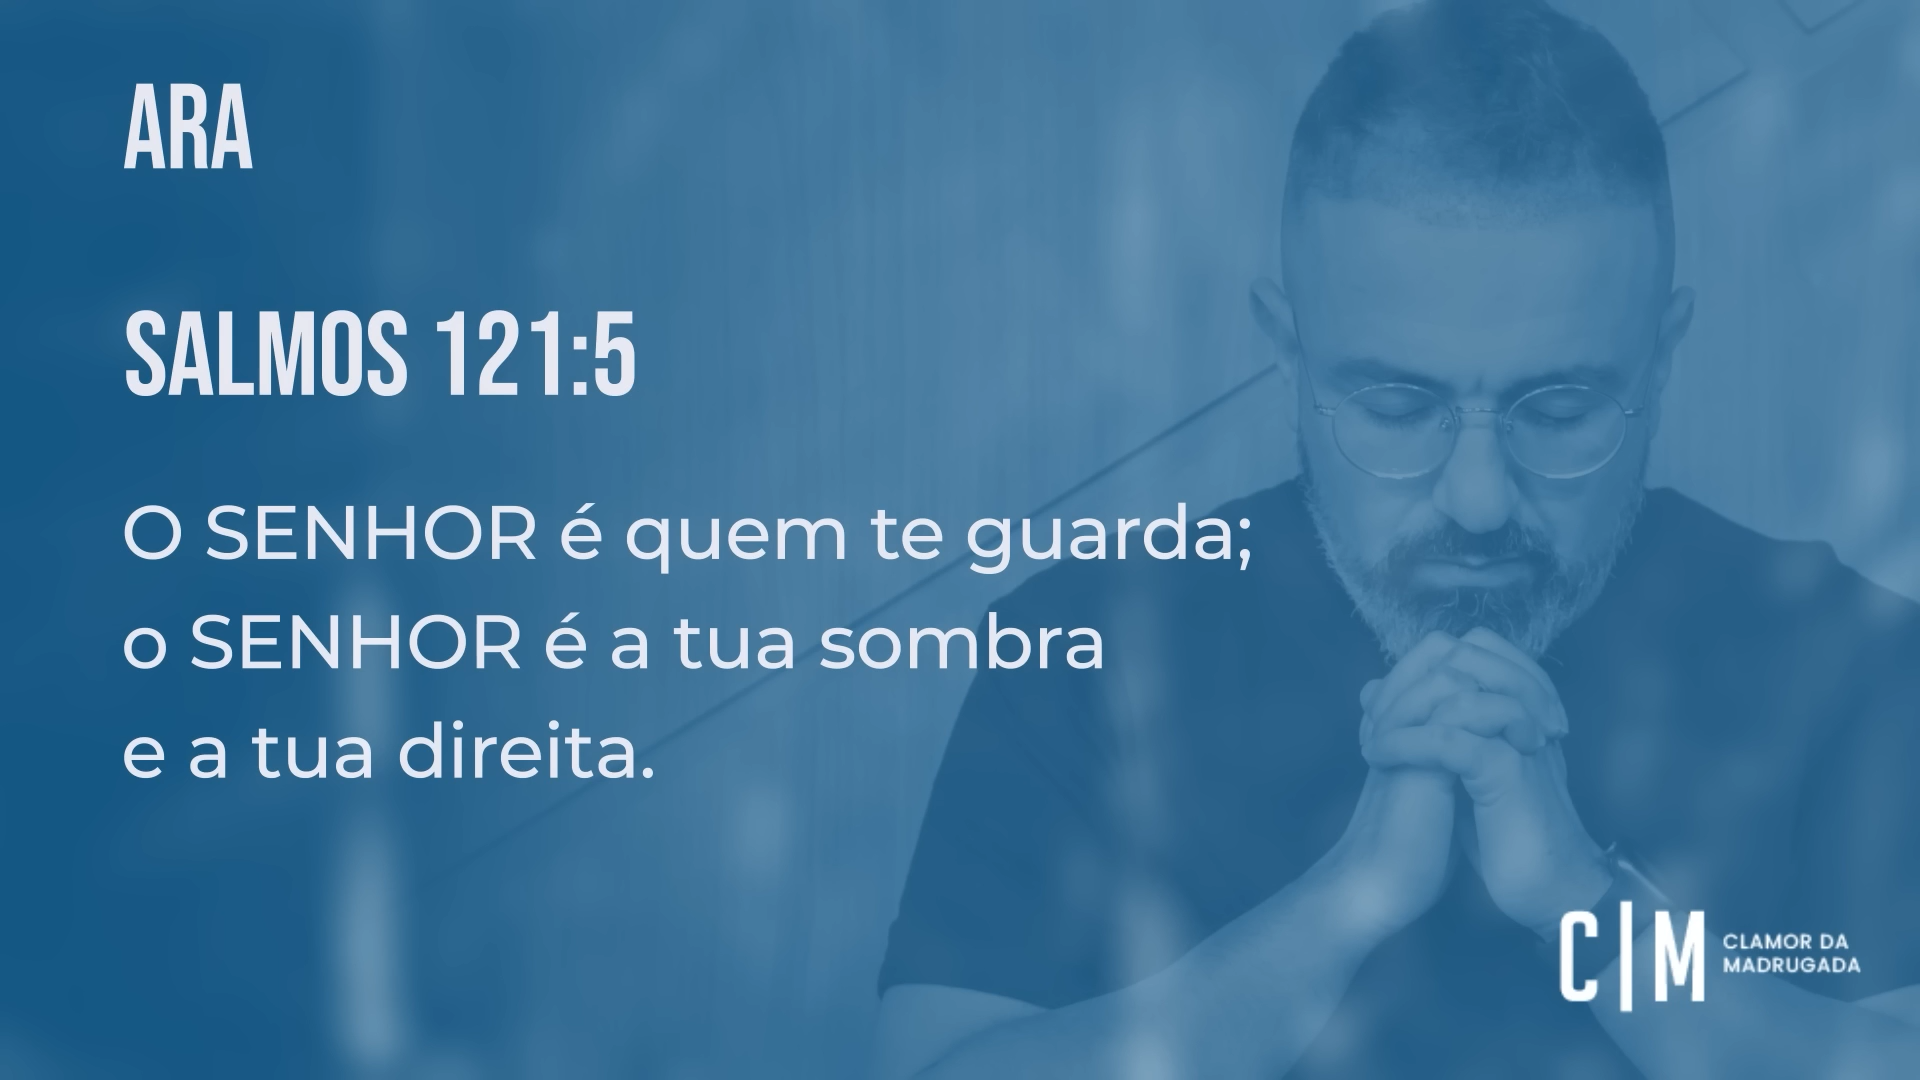 ARA
SALMOS 121:5
O SENHOR é quem te guarda;
o SENHOR é a tua sombra
e a tua direita.
C|M
CLAMOR DA
MADRUGADA